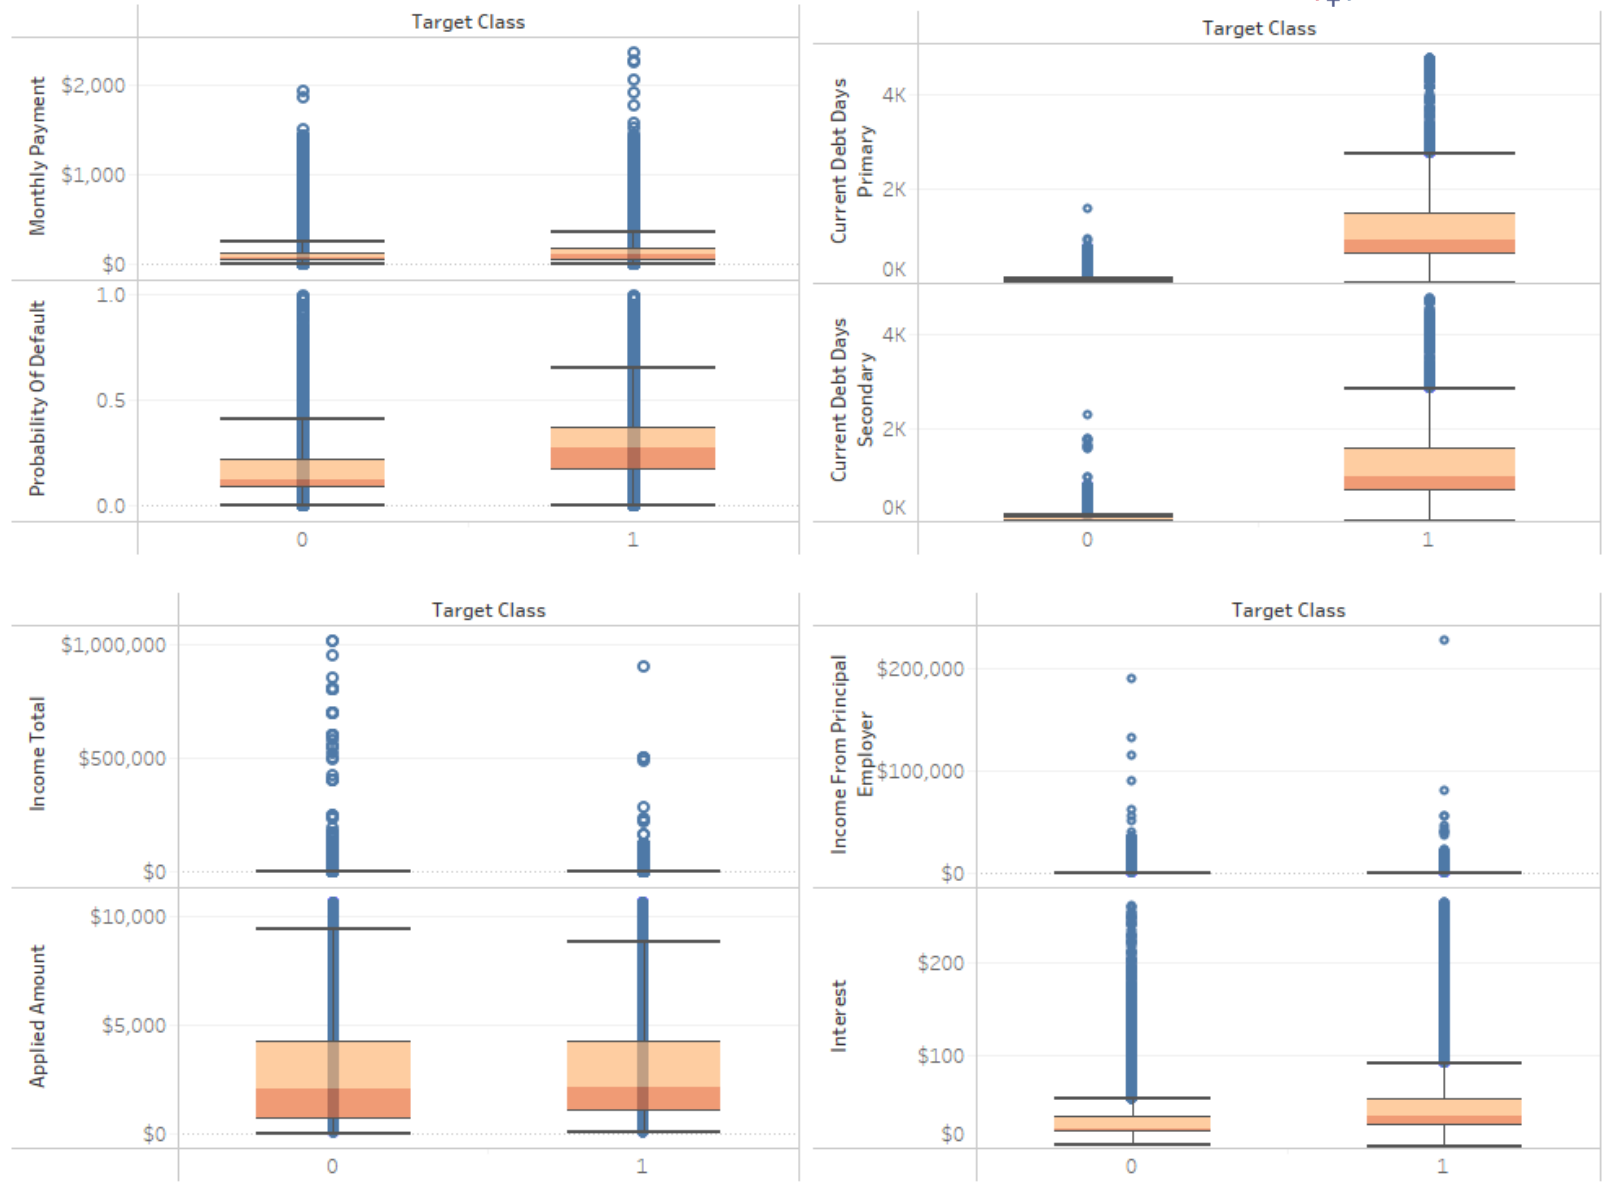 Target Class
Monthly Payment
$2,000
$1,000
$0
Probability Of Default
1.0
0.5
0.0
0 1
Target Class
Current Debt Days
Primary
4K
2K
0K
Current Debt Days
Secondary
4K
2K
0K
0 1
Target Class
Income Total
$1,000,000
$500,000
$0
Applied Amount
$10,000
$5,000
$0
0 1
Target Class
Income From Principal
Employer
$200,000
$100,000
$0
Interest
$200
$100
$0
0 1